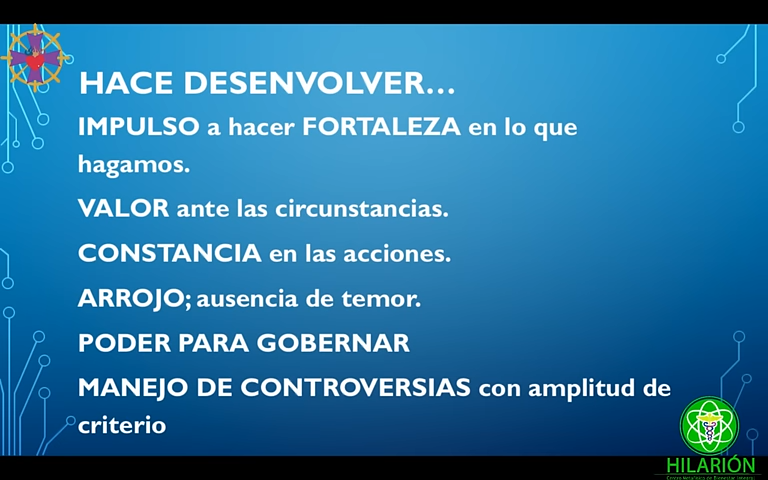 HACE DESENVOLVER...
IMPULSO a hacer FORTALEZA en lo que
hagamos.
VALOR ante las circunstancias.
CONSTANCIA en las acciones.
ARROJO; ausencia de temor.
PODER PARA GOBERNAR
MANEJO DE CONTROVERSIAS con amplitud de
criterio
HILARIÓN